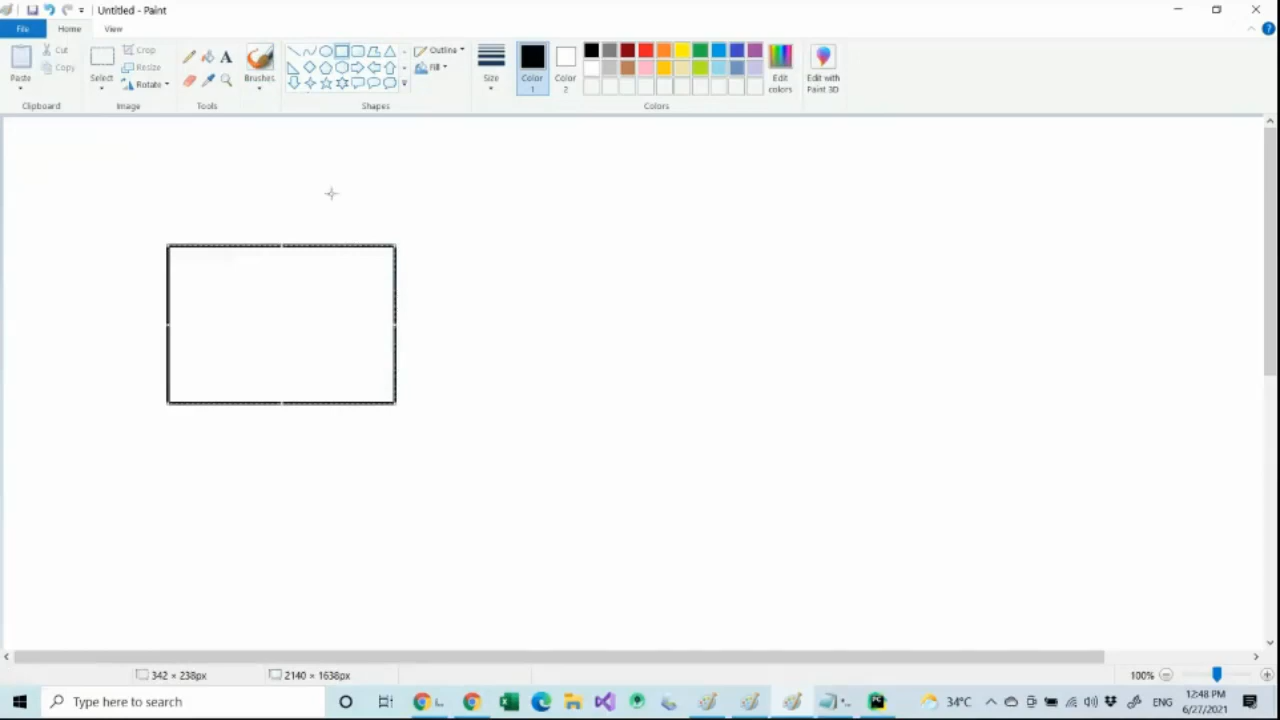 Untitled - Paint
File Home View
Cut
Copy
Paste
Clipboard
Select
Crop
Resize
Rotate
Image
Tools
Brushes
Shapes
Outline
Fill
Size
Color 1
Color 2
Colors
Edit colors
Edit with Paint 3D
342 × 238px
2140 × 1638px
100%
Type here to search
34°C
ENG
12:48 PM
6/27/2021